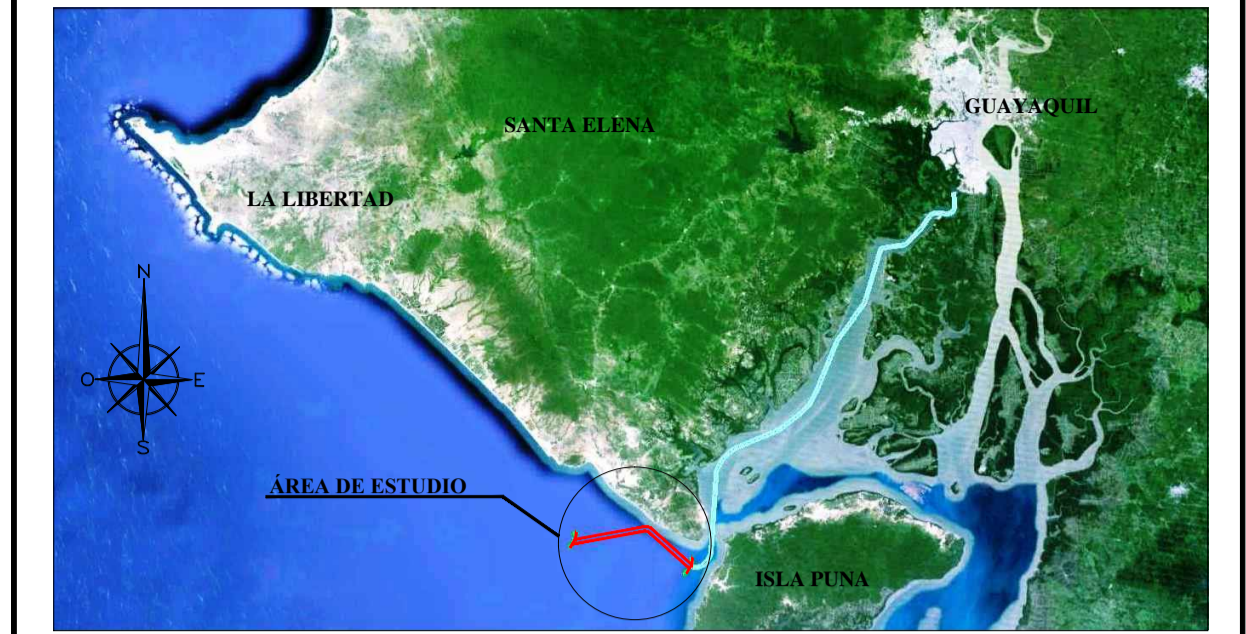 GUAYAQUIL
SANTA ELENA
LA LIBERTAD
N
O
E
S
ÁREA DE ESTUDIO
ISLA PUNA